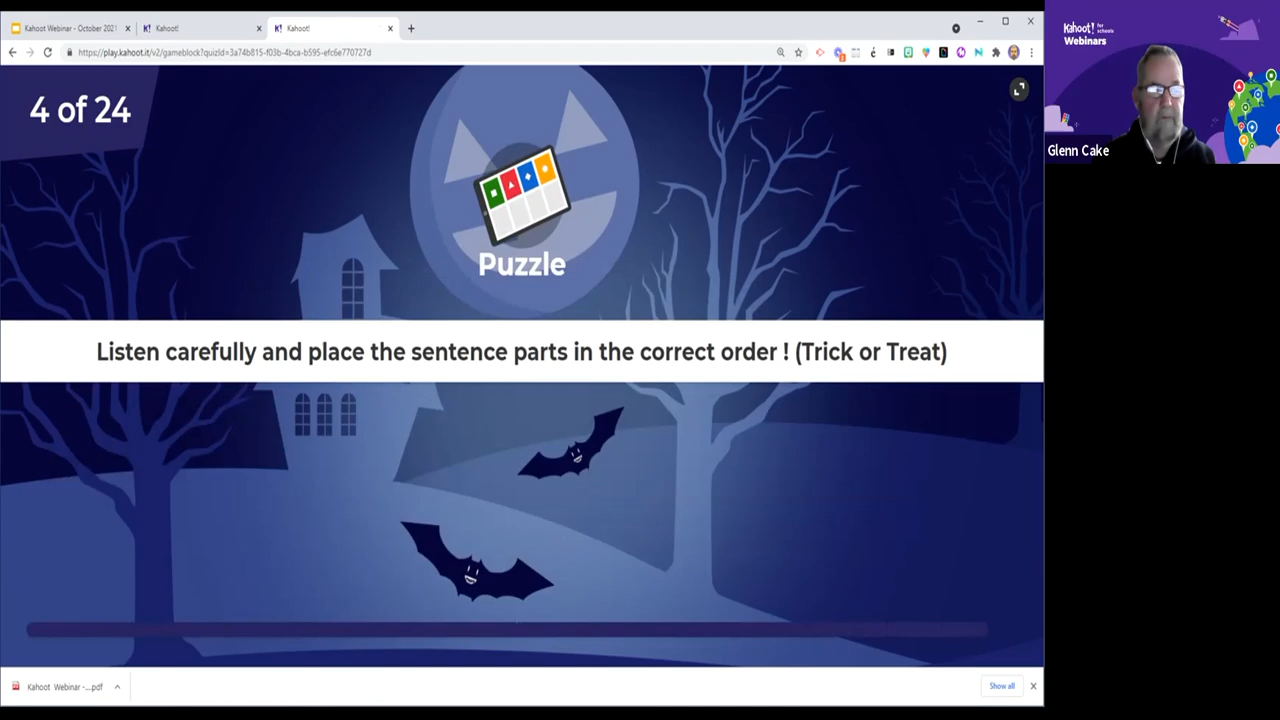 Kahoot Webinar - October 2021
Kahoot!
Kahoot!
https://play.kahoot.it/v2/gameblock?quizId=3a74b815-f03b-4bca-b595-efc6e770727d
4 of 24
Puzzle
Listen carefully and place the sentence parts in the correct order ! (Trick or Treat)
Kahoot Webinar -....pdf
Show all
Kahoot! for schools
Webinars
Glenn Cake